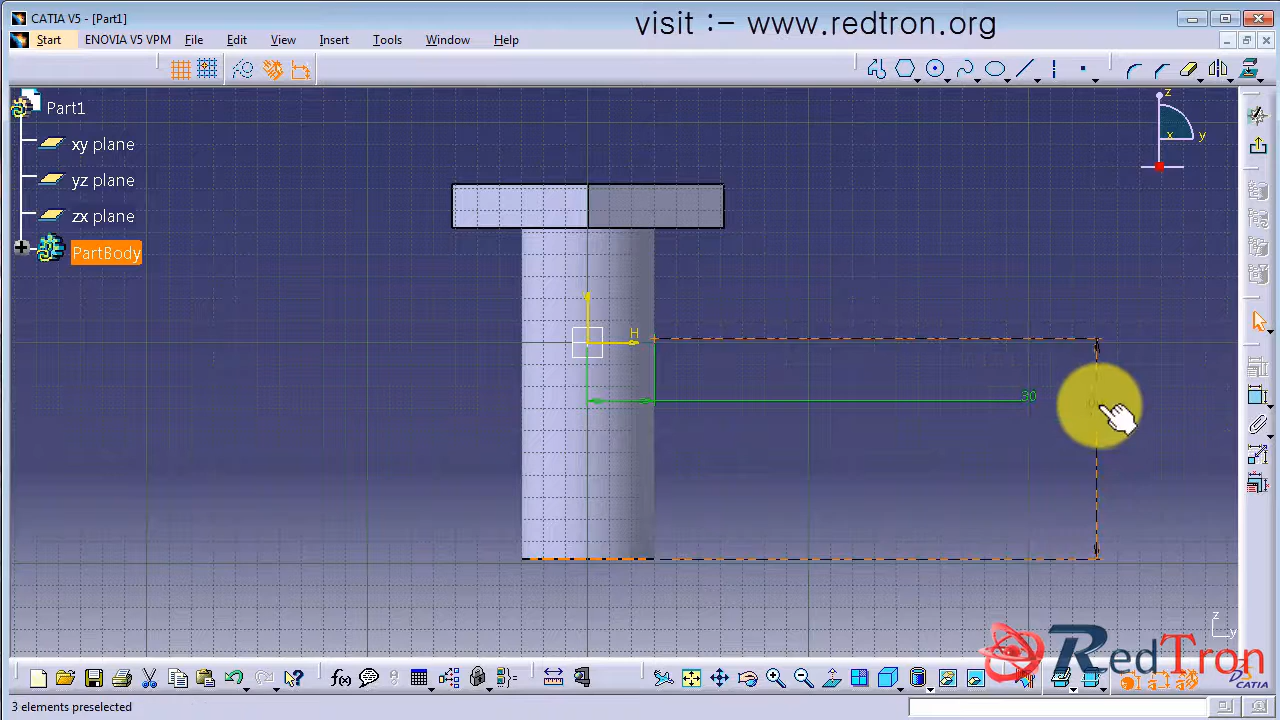 CATIA V5 - [Part1]
visit :- www.redtron.org
Start ENOVIA V5 VPM File Edit View Insert Tools Window Help
Part1
xy plane
yz plane
zx plane
PartBody
z
y
x
V
H
30
z
y
RedTron
CATIA
f(x)
3 elements preselected